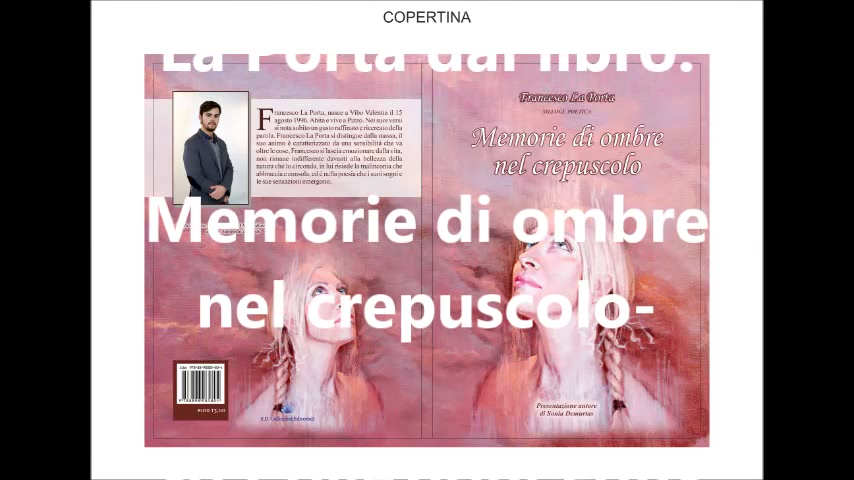 COPERTINA
La Porta dal libro:
Francesco La Porta, nasce a Vibo Valentia il 15
agosto 1996. Abita e vive a Pizzo. Nei suoi versi
si nota subito un gusto raffinato e ricercato della
parola. Francesco La Porta si distingue dalla massa, il
suo animo è caratterizzato da una sensibilità che va
oltre le cose, Francesco si lascia emozionare dalla vita,
non rimane indifferente davanti alla bellezza della
natura che lo circonda, in lui risiede la malinconia che
abbraccia e consola, ed è nella poesia che i suoi sogni e
le sue sensazioni emergono.
Francesco La Porta
SILLOGE POETICA
Memorie di ombre
nel crepuscolo
Memorie di ombre
nel crepuscolo-
euro 13,00
Presentazione autore
di Sonia Demurtas